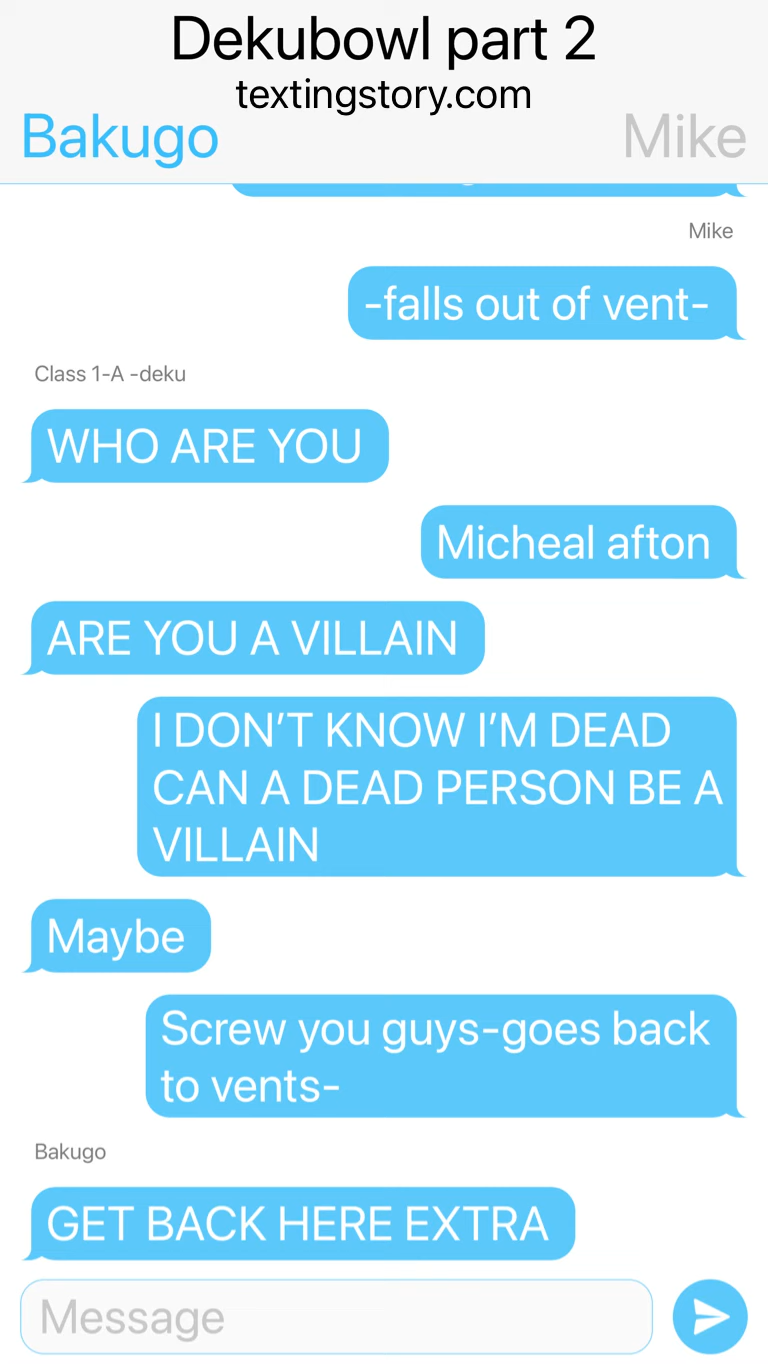 Dekubowl part 2
textingstory.com
Bakugo
Mike
Mike
-falls out of vent-
Class 1-A -deku
WHO ARE YOU
Micheal afton
ARE YOU A VILLAIN
I DON’T KNOW I’M DEAD
CAN A DEAD PERSON BE A
VILLAIN
Maybe
Screw you guys-goes back
to vents-
Bakugo
GET BACK HERE EXTRA
Message